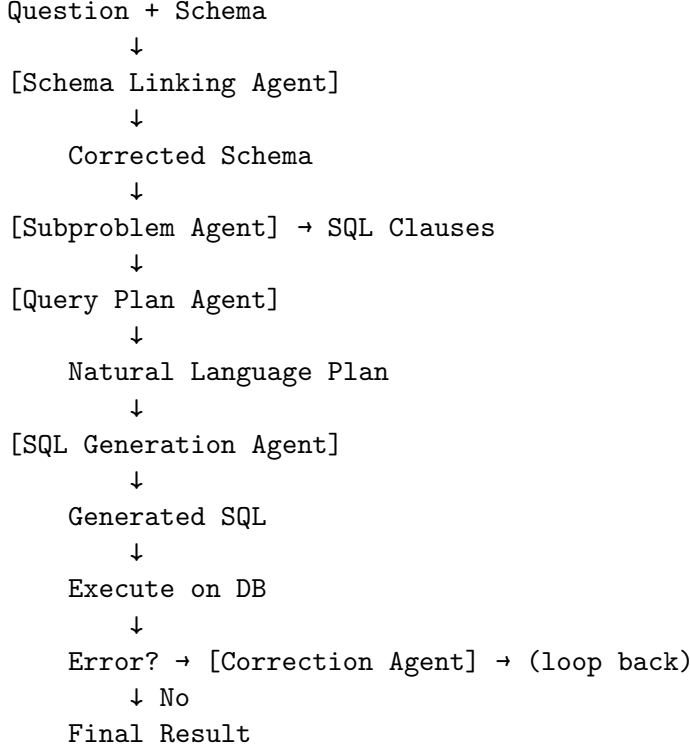 Question + Schema
↓
[Schema Linking Agent]
↓
Corrected Schema
↓
[Subproblem Agent] → SQL Clauses
↓
[Query Plan Agent]
↓
Natural Language Plan
↓
[SQL Generation Agent]
↓
Generated SQL
↓
Execute on DB
↓
Error? → [Correction Agent] → (loop back)
↓ No
Final Result